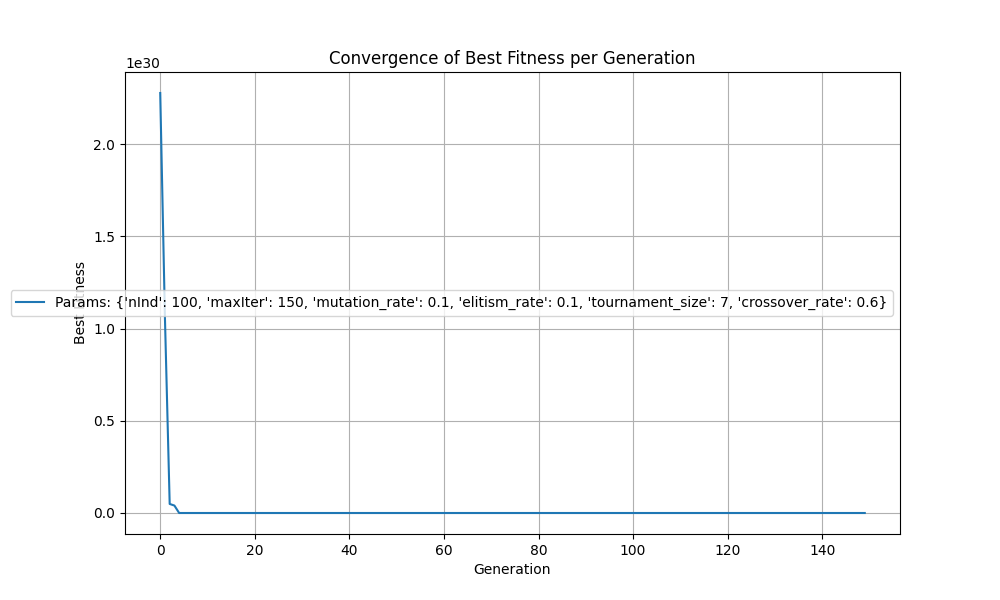 Convergence of Best Fitness per Generation
1e30
2.0
1.5
1.0
0.5
0.0
Best
ness
Params: {'nInd': 100, 'maxIter': 150, 'mutation_rate': 0.1, 'elitism_rate': 0.1, 'tournament_size': 7, 'crossover_rate': 0.6}
0 20 40 60 80 100 120 140
Generation